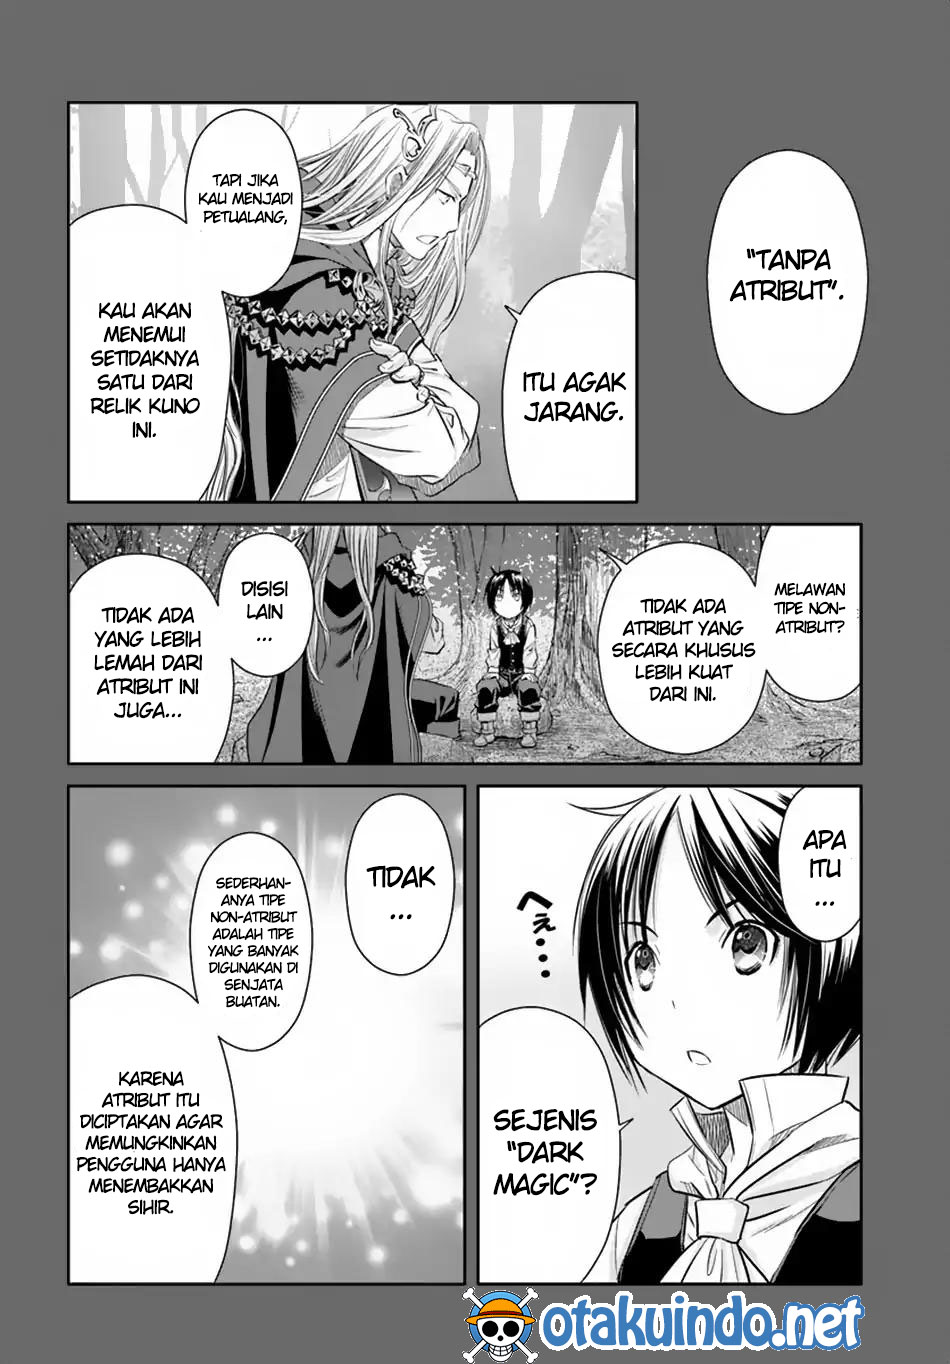 "TANPA
ATRIBUT".
ITU AGAK
JARANG.
TAPI JIKA
KAU MENJADI
PETUALANG,
KAU AKAN
MENEMUI
SETIDAKNYA
SATU DARI
RELIK KUNO
INI.
MELAWAN
TIPE NON-
ATRIBUT?
TIDAK ADA
ATRIBUT YANG
SECARA KHUSUS
LEBIH KUAT
DARI INI.
DISISI
LAIN
...
TIDAK ADA
YANG LEBIH
LEMAH DARI
ATRIBUT INI
JUGA...
APA
ITU
...
へぇ...
SEJENIS
"DARK
MAGIC"?
TIDAK
...
SEDERHAN-
ANYA TIPE
NON-ATRIBUT
ADALAH TIPE
YANG BANYAK
DIGUNAKAN DI
SENJATA
BUATAN.
KARENA
ATRIBUT ITU
DICIPTAKAN AGAR
MEMUNGKINKAN
PENGGUNA HANYA
MENEMBAKKAN
SIHIR.
otakuindo.net